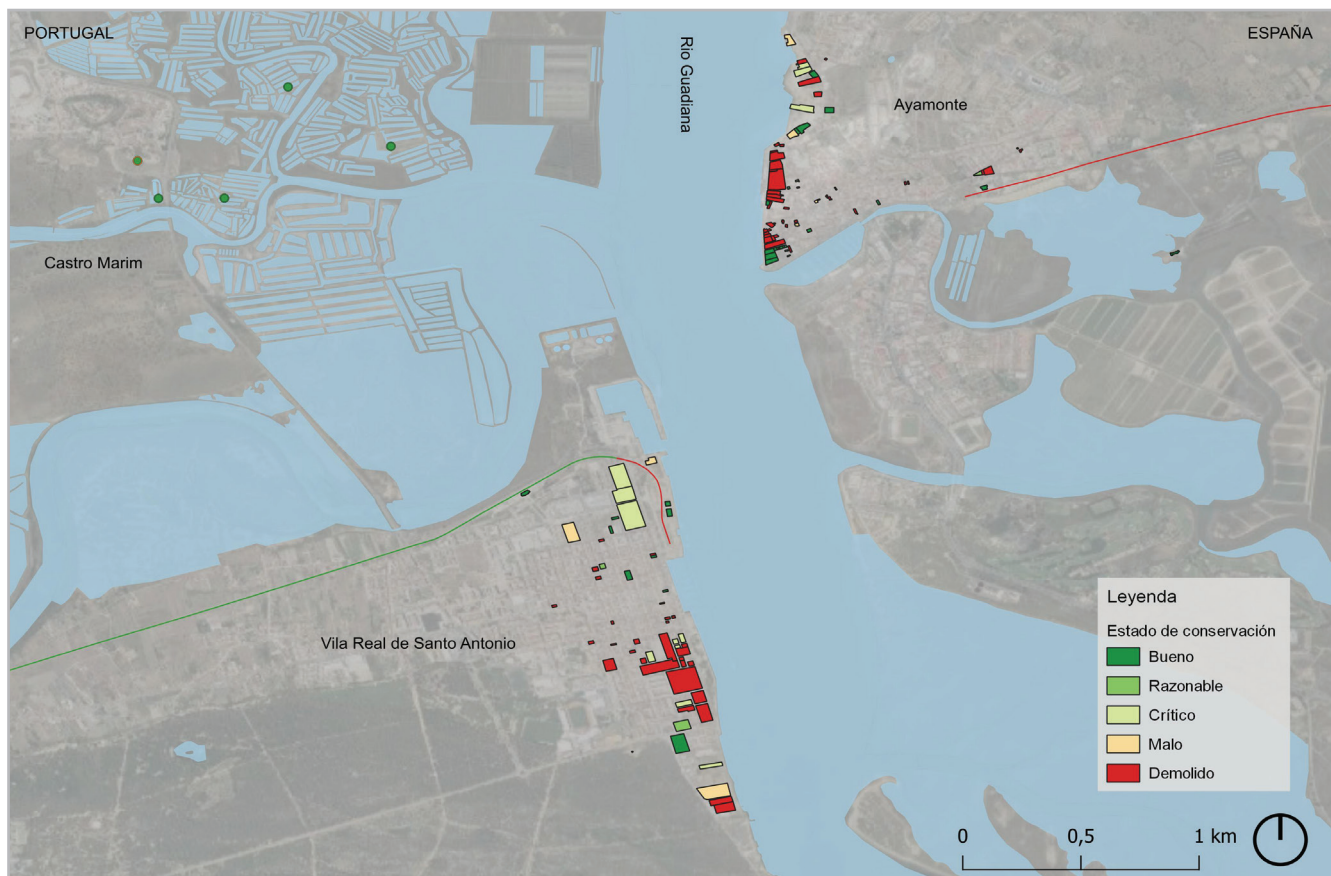 PORTUGAL
ESPAÑA
Rio Guadiana
Ayamonte
Castro Marim
Vila Real de Santo Antonio
Leyenda
Estado de conservación
Bueno
Razonable
Crítico
Malo
Demolido
0 0,5 1 km